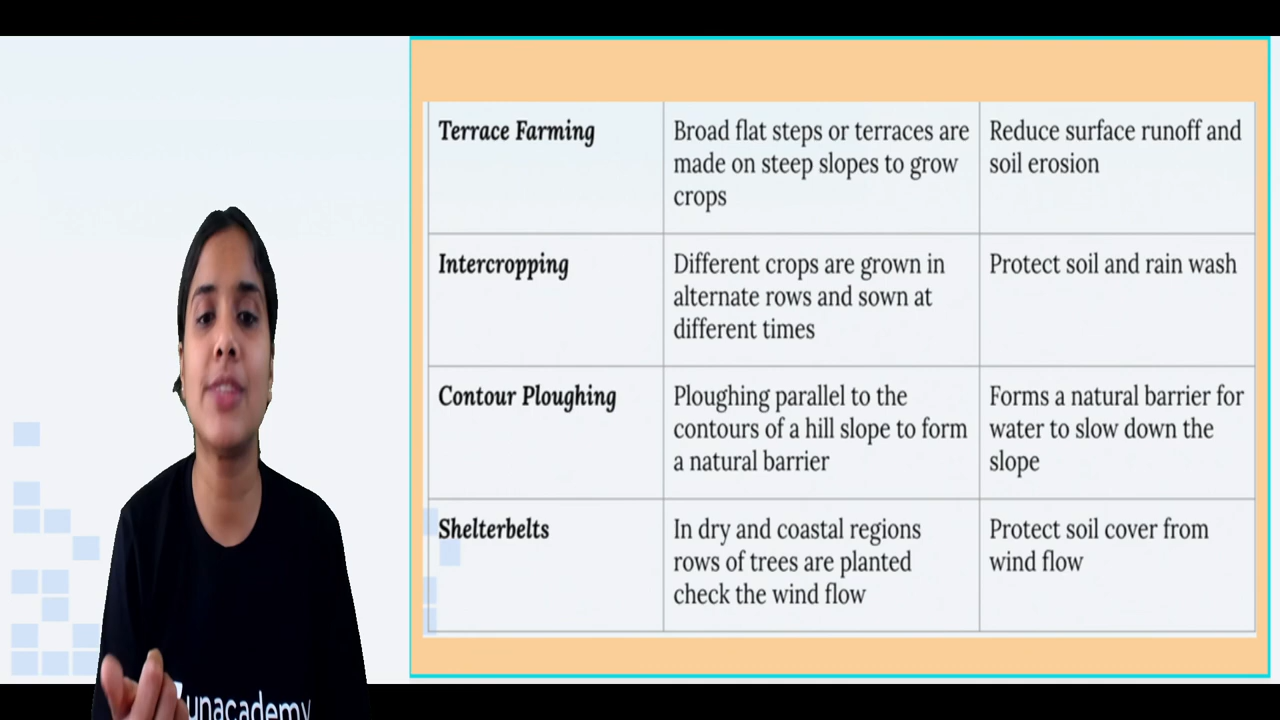 Terrace Farming
Broad flat steps or terraces are
made on steep slopes to grow
crops
Reduce surface runoff and
soil erosion
Intercropping
Different crops are grown in
alternate rows and sown at
different times
Protect soil and rain wash
Contour Ploughing
Ploughing parallel to the
contours of a hill slope to form
a natural barrier
Forms a natural barrier for
water to slow down the
slope
Shelterbelts
In dry and coastal regions
rows of trees are planted
check the wind flow
Protect soil cover from
wind flow
unacademy